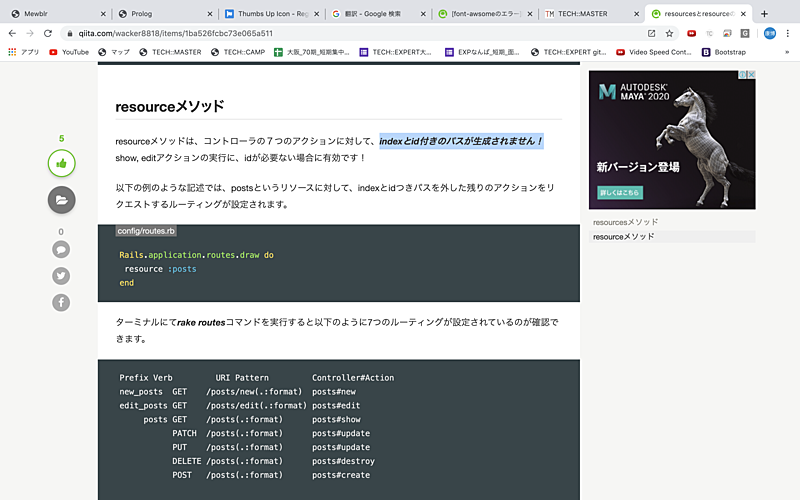 Mewblr
Prolog
Thumbs Up Icon - Reg
翻訳 - Google 検索
[font-awsomeのエラー]
TECH::MASTER
resourcesとresourceの
qiita.com/wacker8818/items/1ba526fcbc73e065a511
アプリ
YouTube
マップ
TECH::MASTER
TECH::CAMP
大阪_70期_短期集中...
TECH::EXPERT大...
EXPなんば_短期_面...
TECH::EXPERT git...
Video Speed Cont...
Bootstrap
»
resourceメソッド
resourceメソッドは、コントローラの７つのアクションに対して、indexとid付きのパスが生成されません！
show, editアクションの実行に、idが必要ない場合に有効です！
以下の例のような記述では、postsというリソースに対して、indexとidつきパスを外した残りのアクションをリ
クエストするルーティングが設定されます。
config/routes.rb
Rails.application.routes.draw do
resource :posts
end
ターミナルにてrake routesコマンドを実行すると以下のように7つのルーティングが設定されているのが確認で
きます。
Prefix Verb URI Pattern Controller#Action
new_posts GET /posts/new(.:format) posts#new
edit_posts GET /posts/edit(.:format) posts#edit
posts GET /posts(.:format) posts#show
PATCH /posts(.:format) posts#update
PUT /posts(.:format) posts#update
DELETE /posts(.:format) posts#destroy
POST /posts(.:format) posts#create
5
0
AUTODESK
MAYA 2020
新バージョン登場
はじめてみる
resourcesメソッド
resourceメソッド